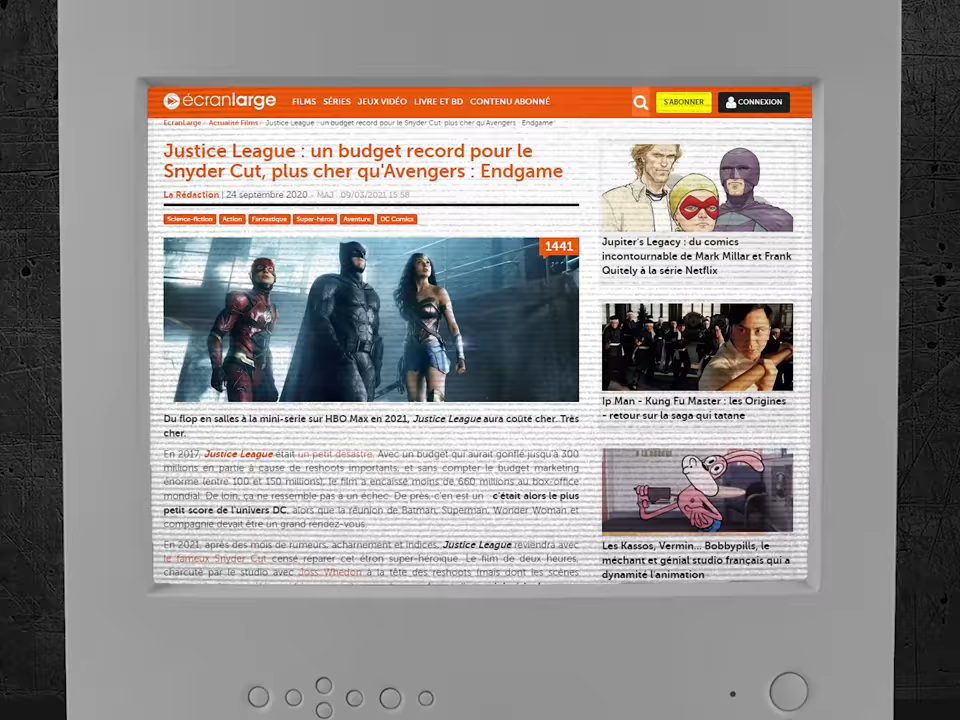 écranlarge
FILMS SÉRIES JEUX VIDÉO LIVRE ET BD CONTENU ABONNÉ
S'ABONNER
CONNEXION
EcranLarge / Actualité Films / Justice League : un budget record pour le Snyder Cut, plus cher qu'Avengers : Endgame
Justice League : un budget record pour le
Snyder Cut, plus cher qu'Avengers : Endgame
La Rédaction | 24 septembre 2020 - MAJ : 09/03/2021 15:58
Science-fiction Action Fantastique Super-héros Aventure DC Comics
1441
Du flop en salles à la mini-série sur HBO Max en 2021, Justice League aura coûté cher. Très
cher.
En 2017, Justice League était un petit désastre. Avec un budget qui aurait gonflé jusqu'à 300
millions en partie à cause de reshoots importants, et sans compter le budget marketing
énorme (entre 100 et 150 millions), le film a encaissé moins de 660 millions au box-office
mondial. De loin, ça ne ressemble pas à un échec. De près, c'en est un : c'était alors le plus
petit score de l'univers DC, alors que la réunion de Batman, Superman, Wonder Woman et
compagnie devait être un grand rendez-vous.
En 2021, après des mois de rumeurs, acharnement et indices, Justice League reviendra avec
le fameux Snyder Cut censé réparer cet étron super-héroïque. Le film de deux heures,
charcuté par le studio avec Joss Whedon à la tête des reshoots (mais dont les scènes
Jupiter's Legacy : du comics
incontournable de Mark Millar et Frank
Quitely à la série Netflix
Ip Man - Kung Fu Master : les Origines
- retour sur la saga qui tatane
Les Kassos, Vermin... Bobbypills, le
méchant et génial studio français qui a
dynamité l'animation